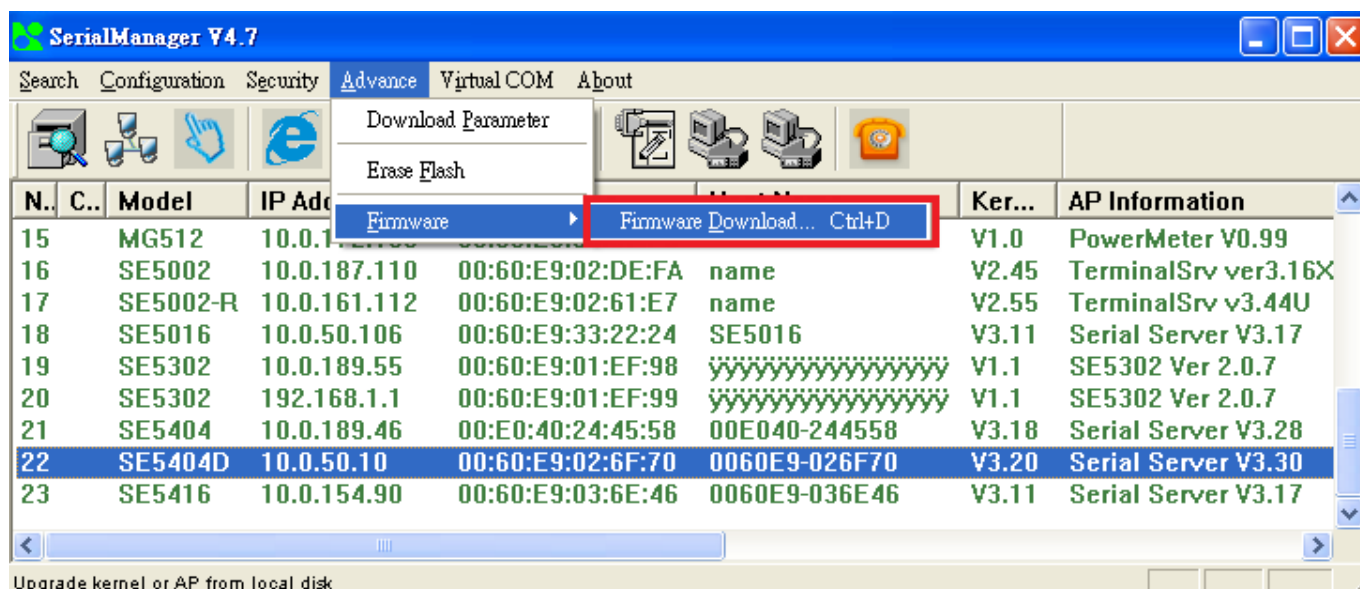 SerialManager V4.7
Search Configuration Security Advance Virtual COM About
Download Parameter
Erase Flash
Firmware
Firmware Download... Ctrl+D
N.. C.. Model IP Add Ker... AP Information
15 MG512 10.0.1 V1.0 PowerMeter V0.99
16 SE5002 10.0.187.110 00:60:E9:02:DE:FA name V2.45 TerminalSrv ver3.16X
17 SE5002-R 10.0.161.112 00:60:E9:02:61:E7 name V2.55 TerminalSrv v3.44U
18 SE5016 10.0.50.106 00:60:E9:33:22:24 SE5016 V3.11 Serial Server V3.17
19 SE5302 10.0.189.55 00:60:E9:01:EF:98 ÿÿÿÿÿÿÿÿÿÿÿÿÿÿÿÿ V1.1 SE5302 Ver 2.0.7
20 SE5302 192.168.1.1 00:60:E9:01:EF:99 ÿÿÿÿÿÿÿÿÿÿÿÿÿÿÿÿ V1.1 SE5302 Ver 2.0.7
21 SE5404 10.0.189.46 00:E0:40:24:45:58 00E040-244558 V3.18 Serial Server V3.28
22 SE5404D 10.0.50.10 00:60:E9:02:6F:70 0060E9-026F70 V3.20 Serial Server V3.30
23 SE5416 10.0.154.90 00:60:E9:03:6E:46 0060E9-036E46 V3.11 Serial Server V3.17
Upgrade kernel or AP from local disk